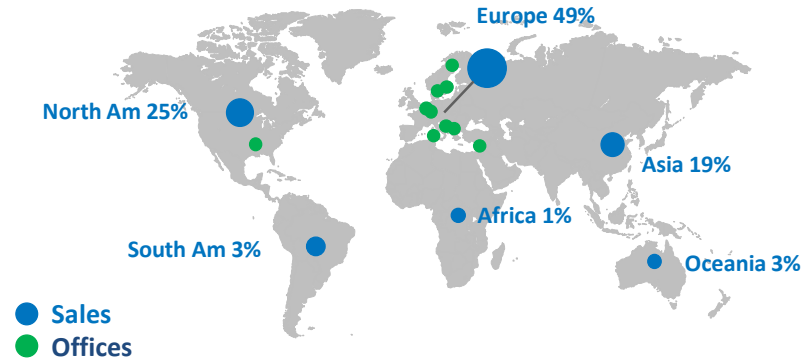 Europe 49%
North Am 25%
Asia 19%
Africa 1%
South Am 3%
Oceania 3%
Sales
Offices